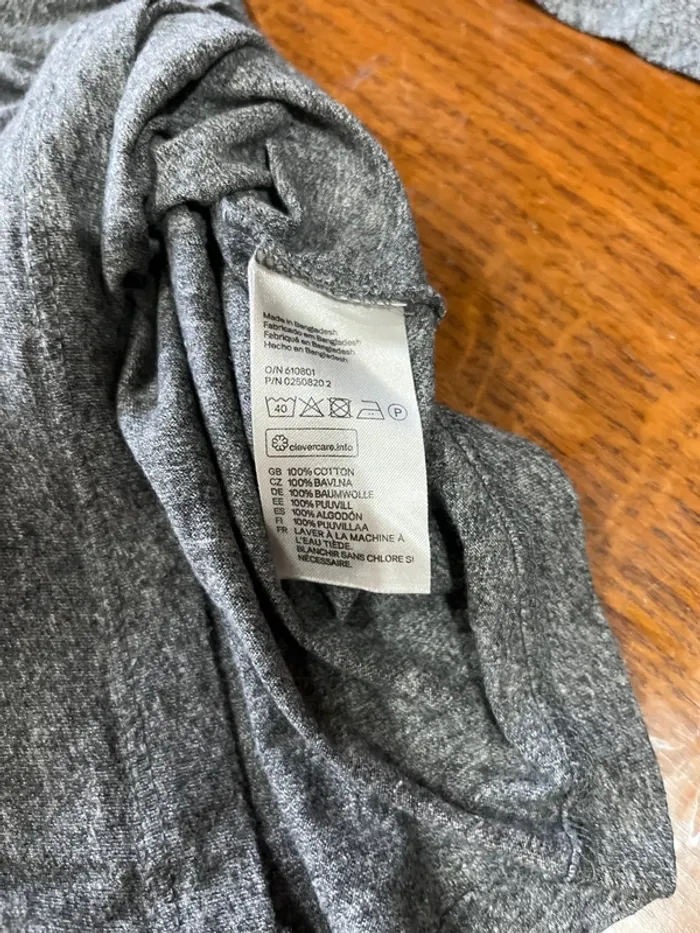 Made in Bangladesh
Fabricado em Bangladesh
Fabriqué en Bangladesh
Hecho en Bangladesh
O/N 610801
P/N 0250820 2
40 P
clevercare.info
GB 100% COTTON
CZ 100% BAVLNA
DE 100% BAUMWOLLE
EE 100% PUUVILL
ES 100% ALGODÓN
FI 100% PUUVILLAA
FR LAVER À LA MACHINE À
L'EAU TIÈDE.
BLANCHIR SANS CHLORE SI
NÉCESSAIRE.